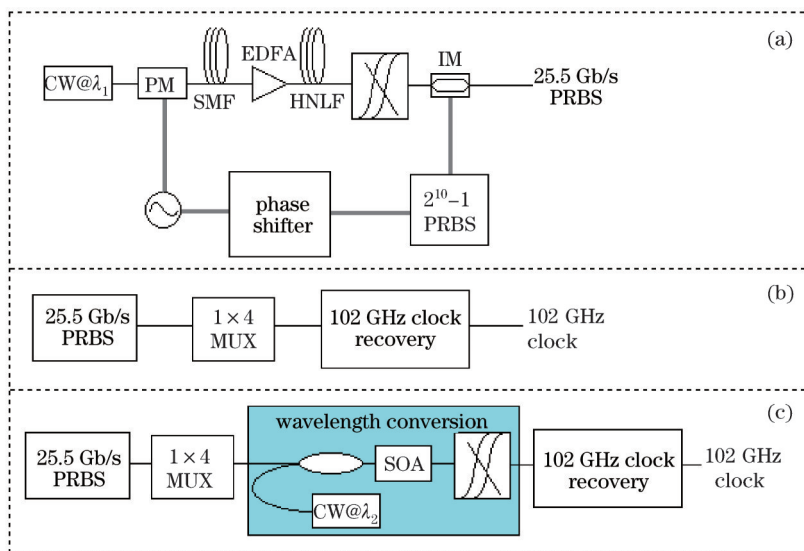 (a)
EDFA
IM
CW@λ₁
PM
SMF
HNLF
25.5 Gb/s
PRBS
phase
shifter
2¹⁰−1
PRBS
(b)
25.5 Gb/s
PRBS
1 × 4
MUX
102 GHz clock
recovery
102 GHz
clock
(c)
wavelength conversion
25.5 Gb/s
PRBS
1 × 4
MUX
SOA
CW@λ₂
102 GHz clock
recovery
102 GHz
clock